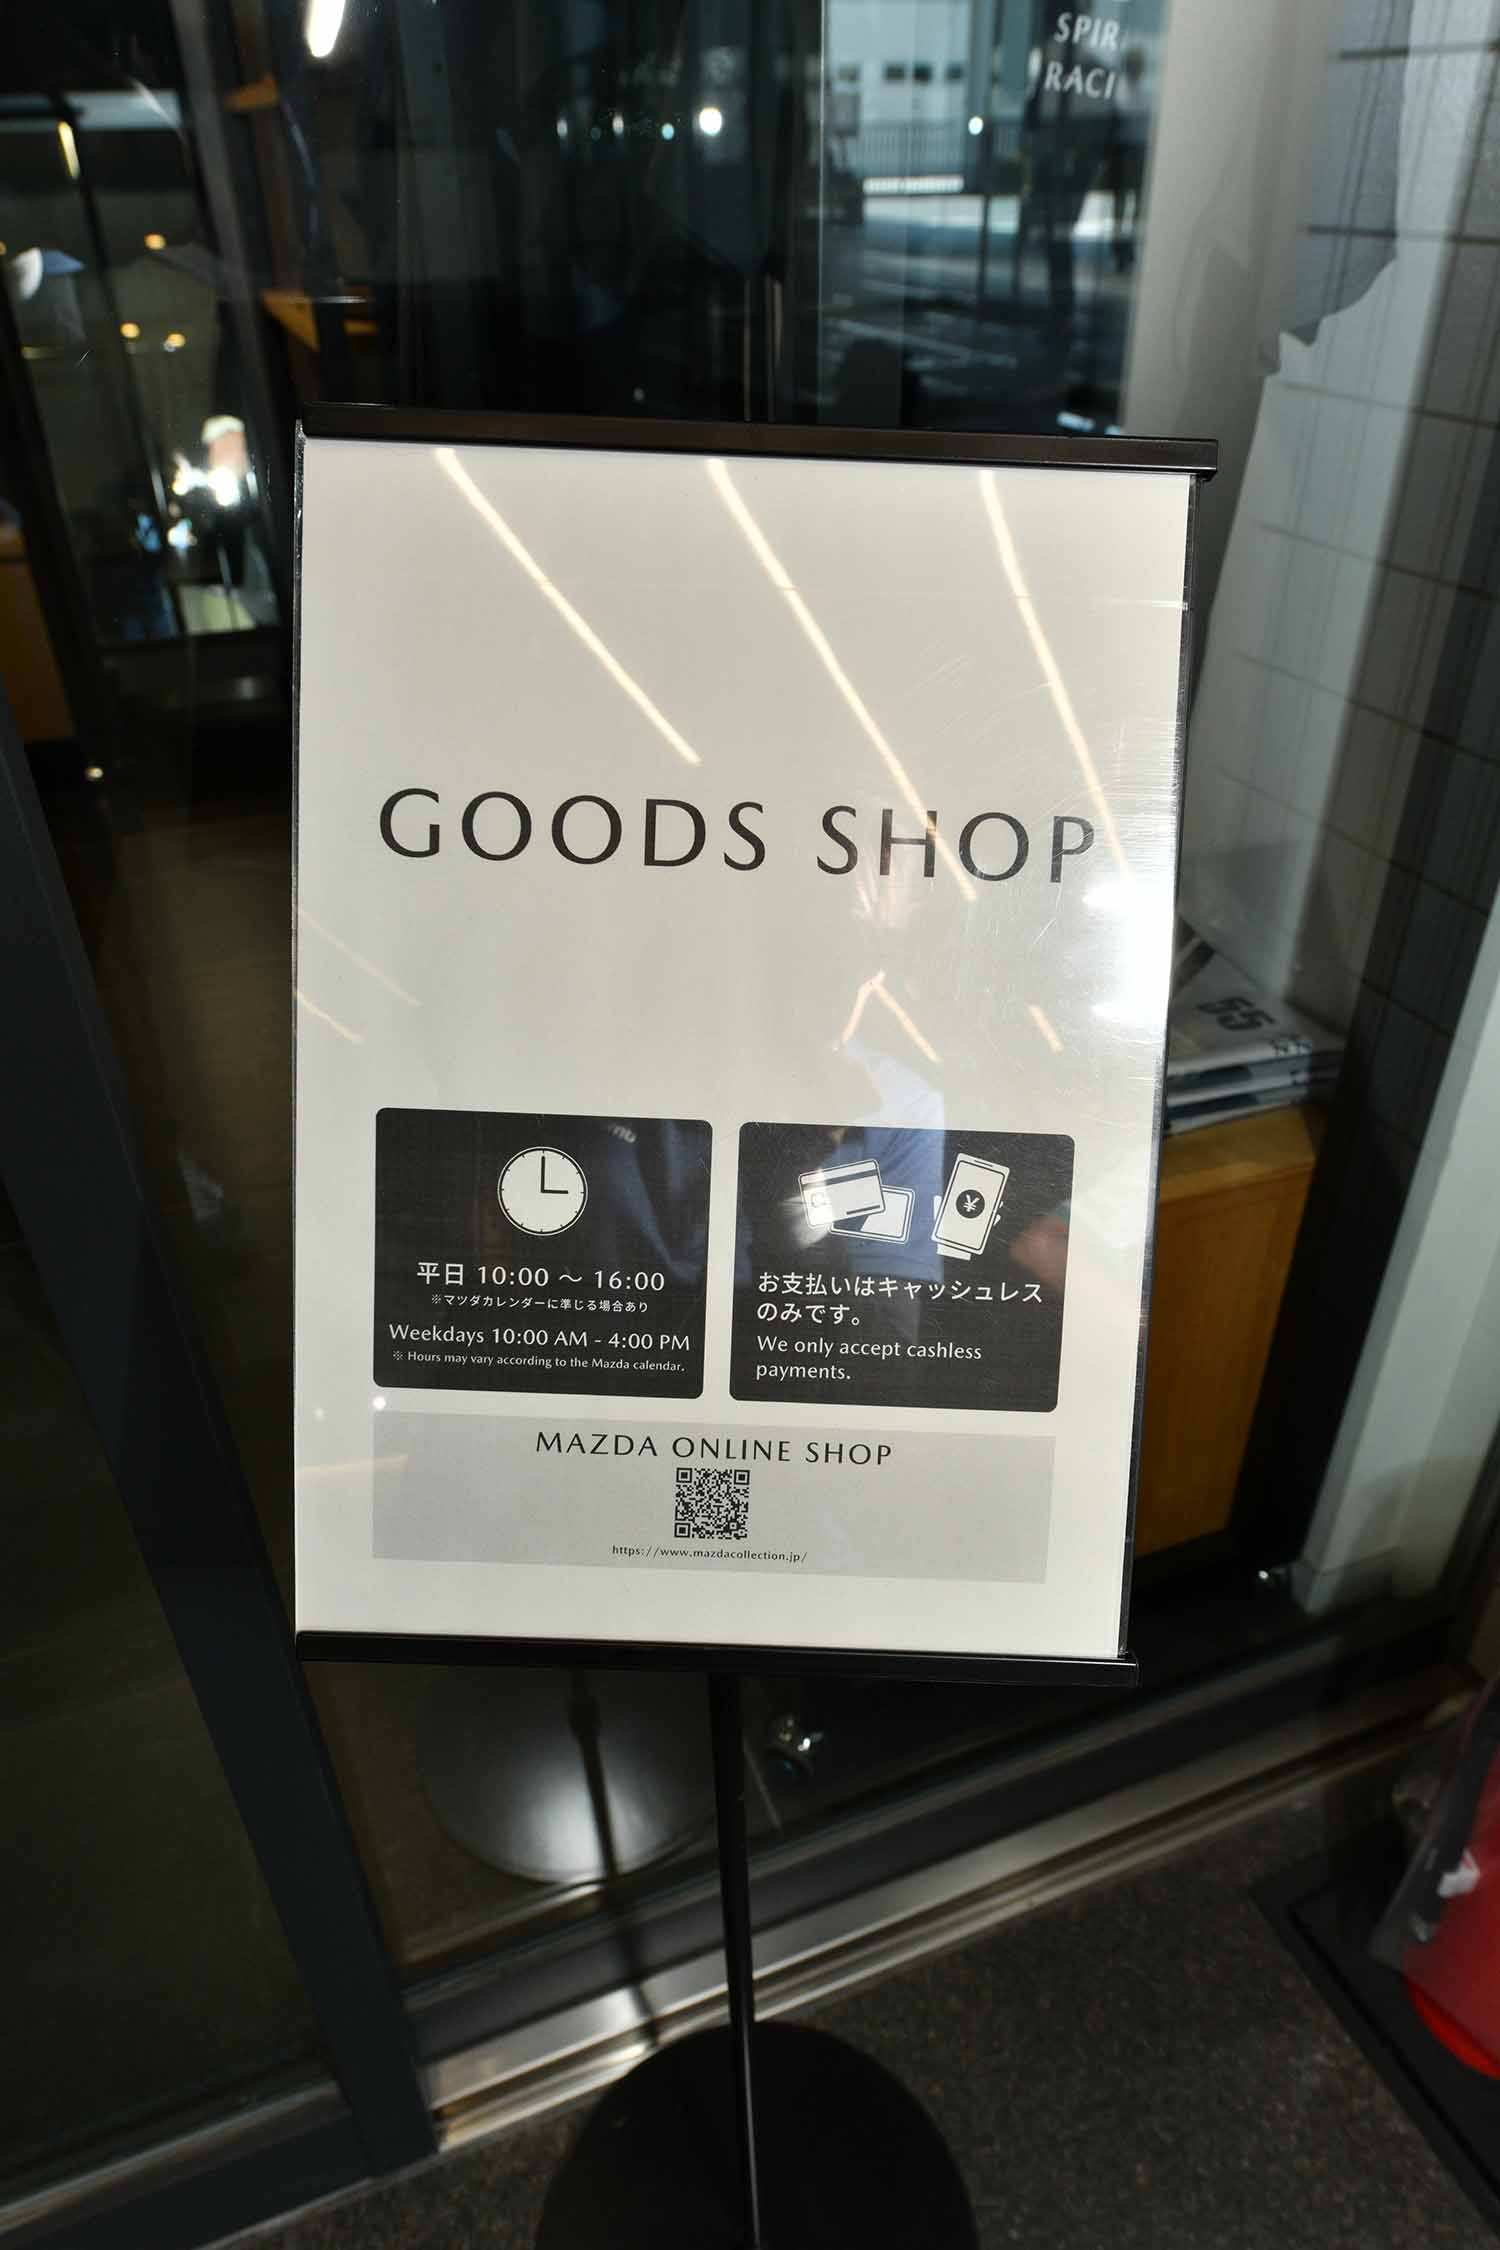 SPIR
RACI
GOODS SHOP
平日 10:00 ～ 16:00
※マツダカレンダーに準じる場合あり
Weekdays 10:00 AM - 4:00 PM
※ Hours may vary according to the Mazda calendar.
¥
お支払いはキャッシュレス
のみです。
We only accept cashless
payments.
MAZDA ONLINE SHOP
https://www.mazdacollection.jp/
55